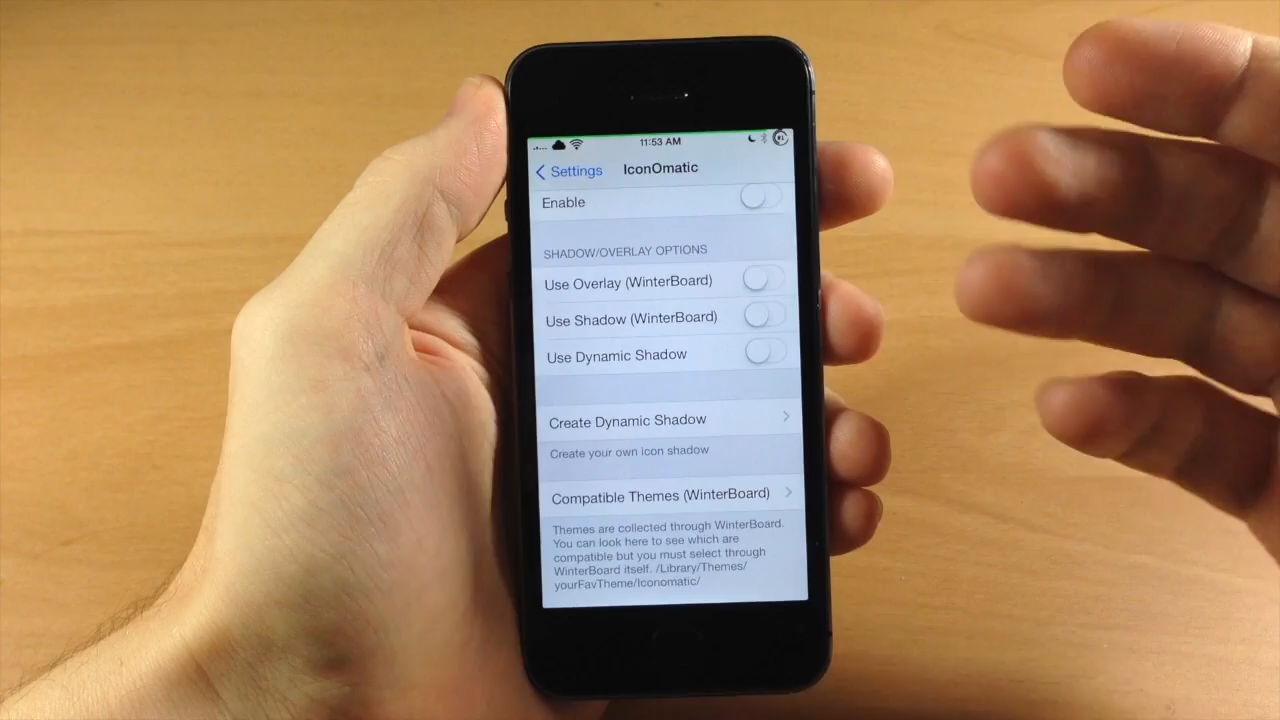 11:53 AM
Settings
IconOmatic
Enable
SHADOW/OVERLAY OPTIONS
Use Overlay (WinterBoard)
Use Shadow (WinterBoard)
Use Dynamic Shadow
Create Dynamic Shadow
Create your own icon shadow
Compatible Themes (WinterBoard)
Themes are collected through WinterBoard.
You can look here to see which are
compatible but you must select through
WinterBoard itself. /Library/Themes/
yourFavTheme/Iconomatic/